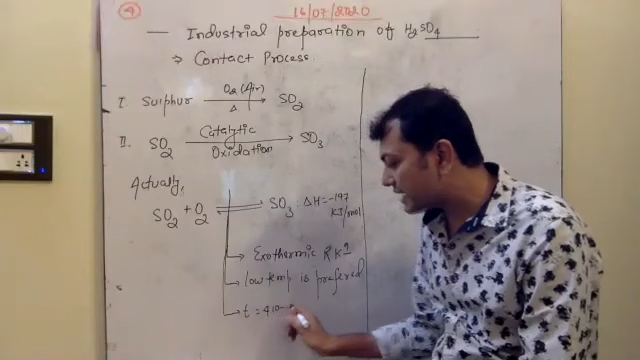 4
16/07/2020
— Industrial preparation of H2SO4
⇒ Contact Process.
I. Sulphur O2 (Air) Δ → SO2
II. SO2 Catalytic Oxidation → SO3
Actually,
SO2 + O2 ⇌ SO3 : ΔH = -197 KJ/mol
→ Exothermic RXn
→ low temp is preferred
→ t = 410-